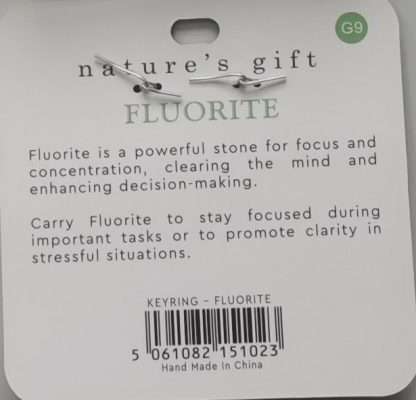 G9
nature's gift
FLUORITE
Fluorite is a powerful stone for focus and
concentration, clearing the mind and
enhancing decision-making.
Carry Fluorite to stay focused during
important tasks or to promote clarity in
stressful situations.
KEYRING – FLUORITE
5 061082 151023
Hand Made In China